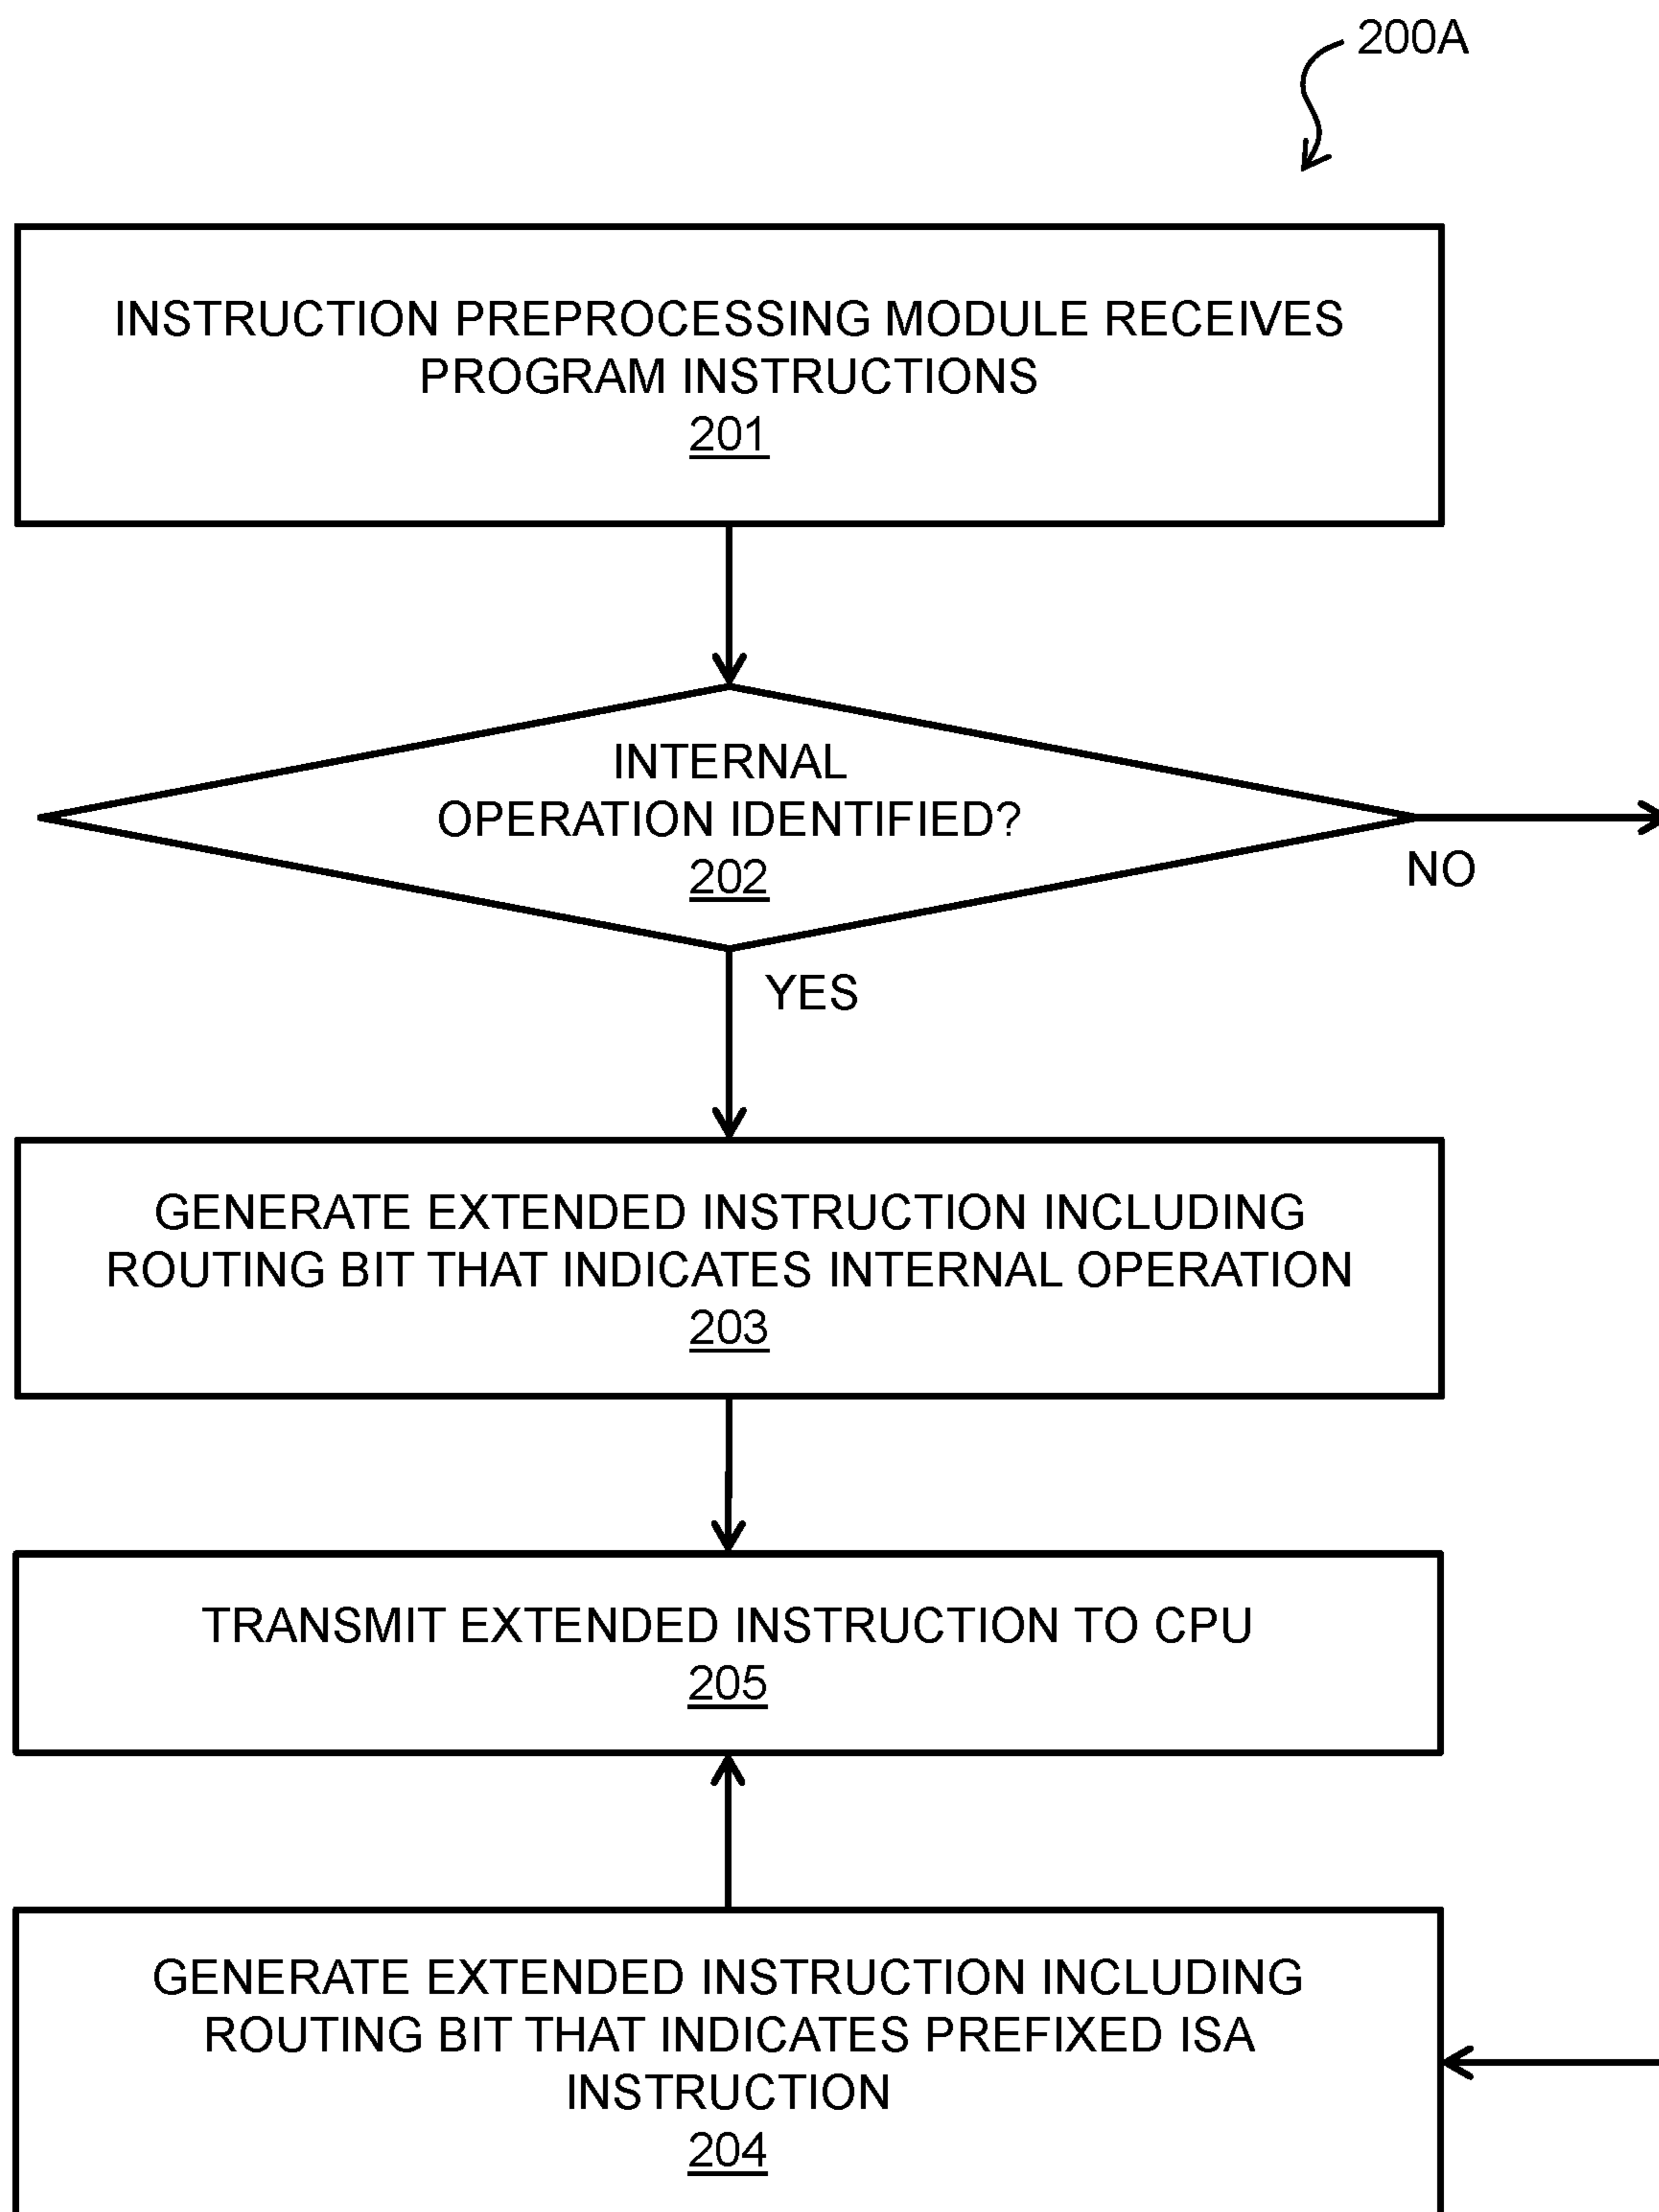 200A
INSTRUCTION PREPROCESSING MODULE RECEIVES
PROGRAM INSTRUCTIONS
201
INTERNAL
OPERATION IDENTIFIED?
202
NO
YES
GENERATE EXTENDED INSTRUCTION INCLUDING
ROUTING BIT THAT INDICATES INTERNAL OPERATION
203
TRANSMIT EXTENDED INSTRUCTION TO CPU
205
GENERATE EXTENDED INSTRUCTION INCLUDING
ROUTING BIT THAT INDICATES PREFIXED ISA
INSTRUCTION
204